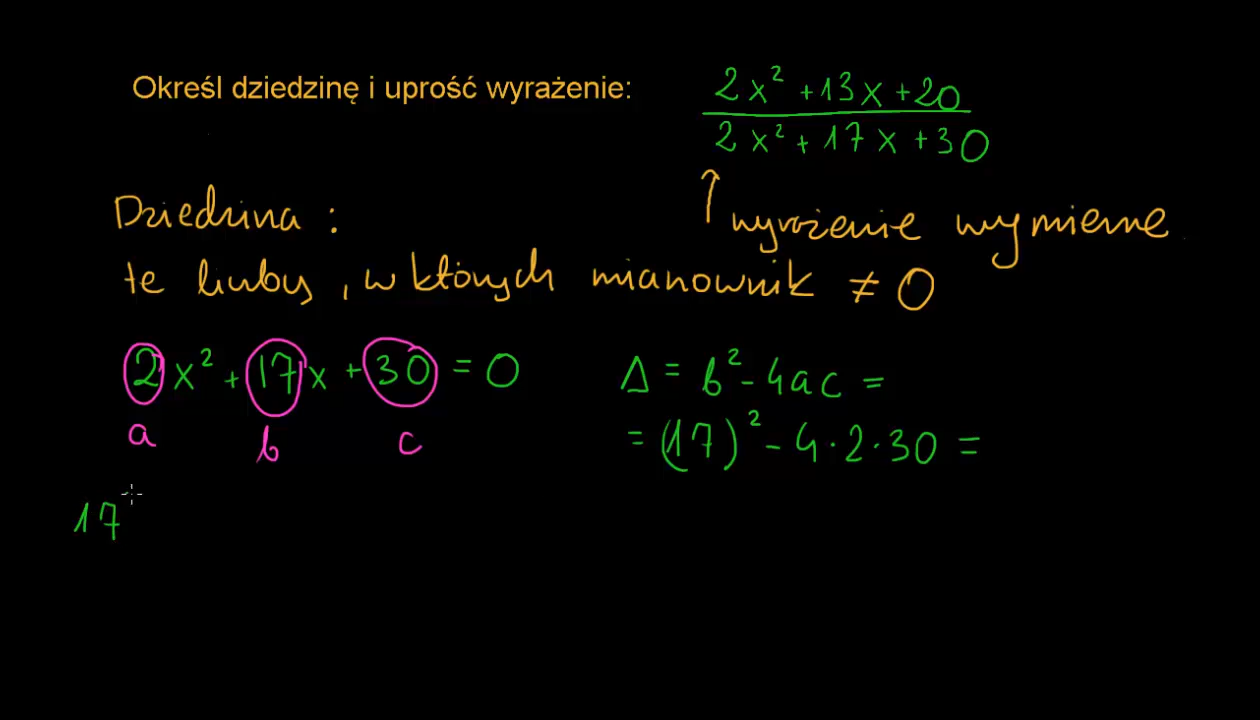 Określ dziedzinę i uprość wyrażenie:
2x² + 13x + 20
2x² + 17x + 30
↑ wyrażenie wymierne
Dziedzina :
te liczby, w których mianownik ≠ 0
2x² + 17x + 30 = 0
a b c
Δ = b² - 4ac =
= (17)² - 4 · 2 · 30 =
17